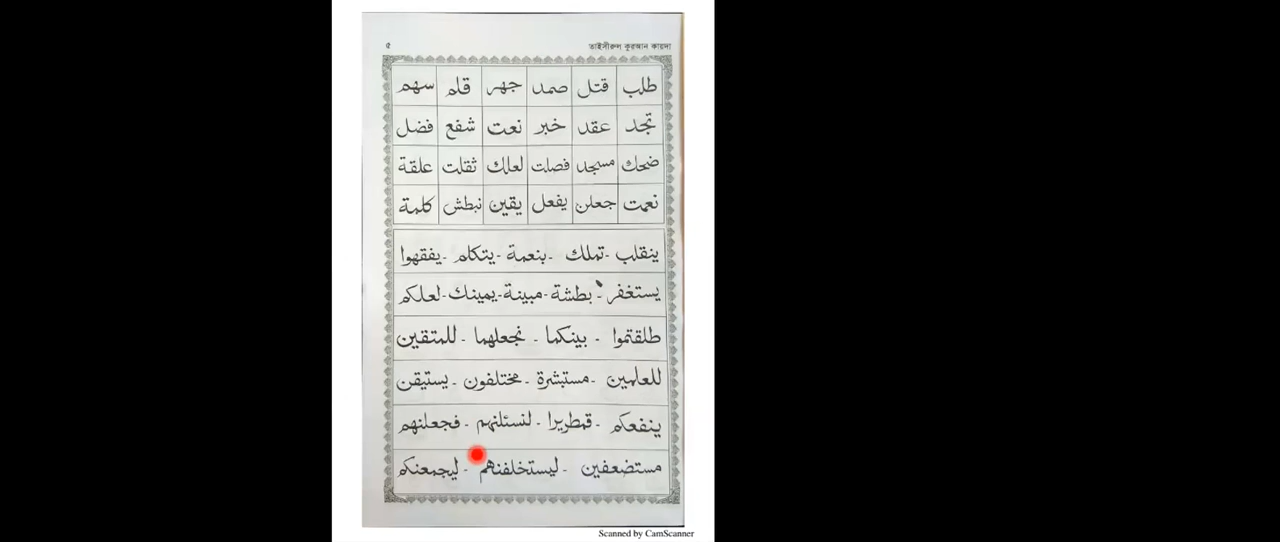 ৫ তাইসীরুল কুরআন কায়দা
طلب قتل صمد جهر قلم سهم
تجد عقد خبر نعت شفع فضل
ضحك مسجد فصلت لعلك ثقلت علقة
نعمت جعلن يفعل يقين نبطش كلمة
ينقلب - تملك - بنعمة - يتكلم - يفقهوا
يستغفر - بطشة - مبينة - يمينك - لعلكم
طلقتموا - بينكما - نجعلهما - للمتقين
للعلمين - مستبشرة - مختلفون - يستيقن
ينفعكم - قمطريرا - لنسئلنهم - فجعلنهم
مستضعفين - ليستخلفنهم - ليجمعنكم
Scanned by CamScanner